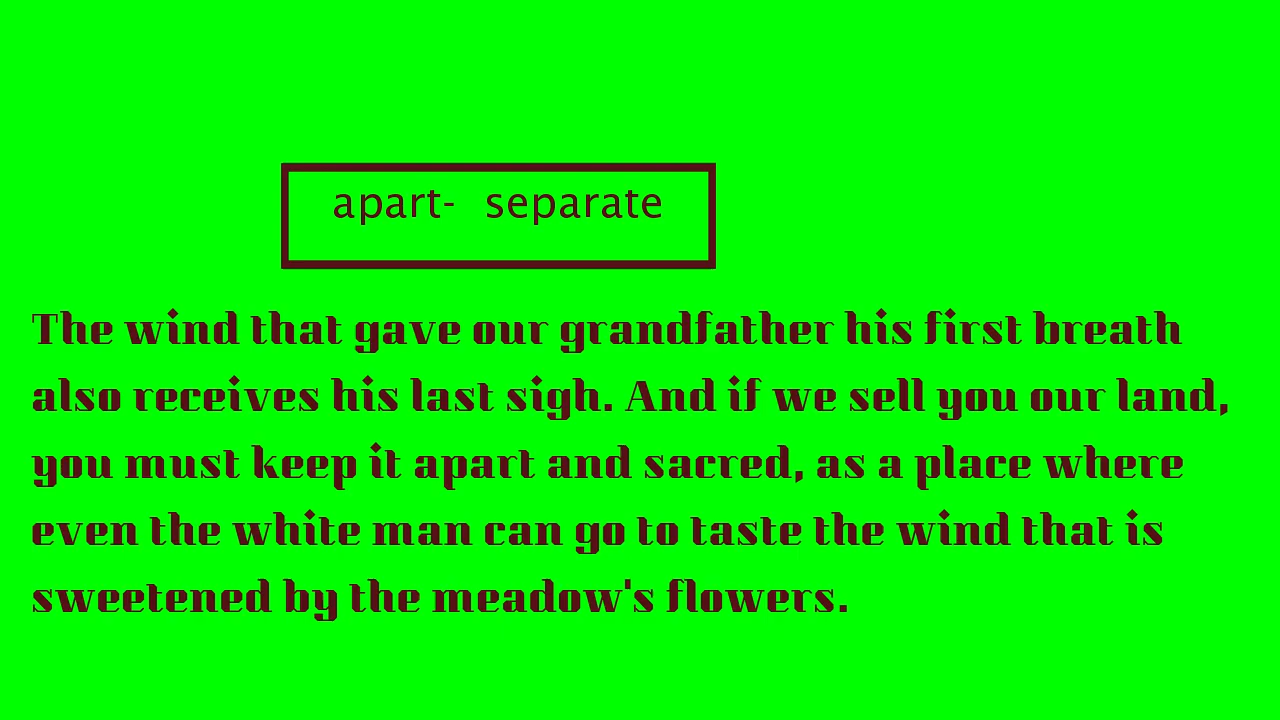 apart- separate
The wind that gave our grandfather his first breath
also receives his last sigh. And if we sell you our land,
you must keep it apart and sacred, as a place where
even the white man can go to taste the wind that is
sweetened by the meadow's flowers.